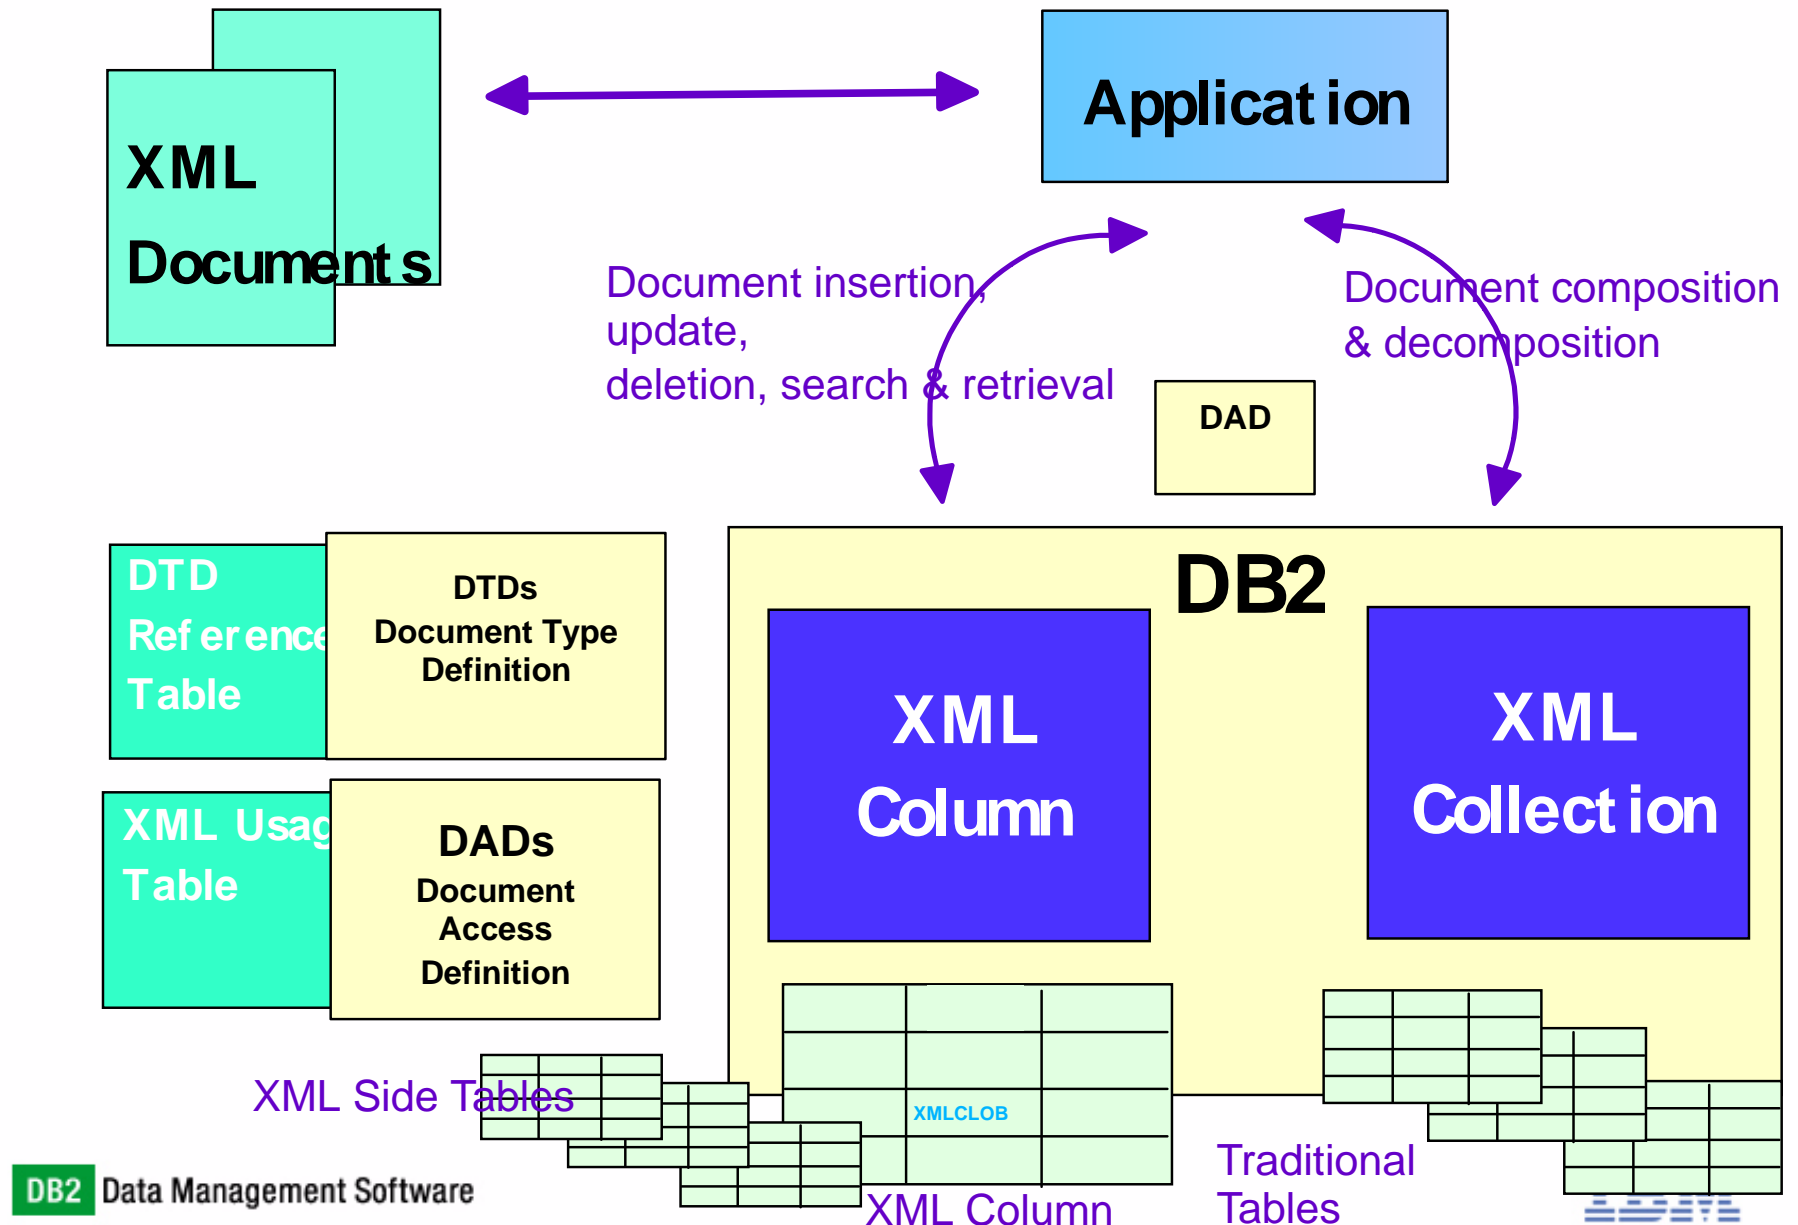 XML
Documents
Application
Document insertion,
update,
deletion, search & retrieval
Document composition
& decomposition
DAD
DTD
Reference
Table
DTDs
Document Type
Definition
XML Usag
Table
DADs
Document
Access
Definition
DB2
XML
Column
XML
Collection
XML Side Tables
XMLCLOB
XML Column
Traditional
Tables
DB2 Data Management Software
IBM